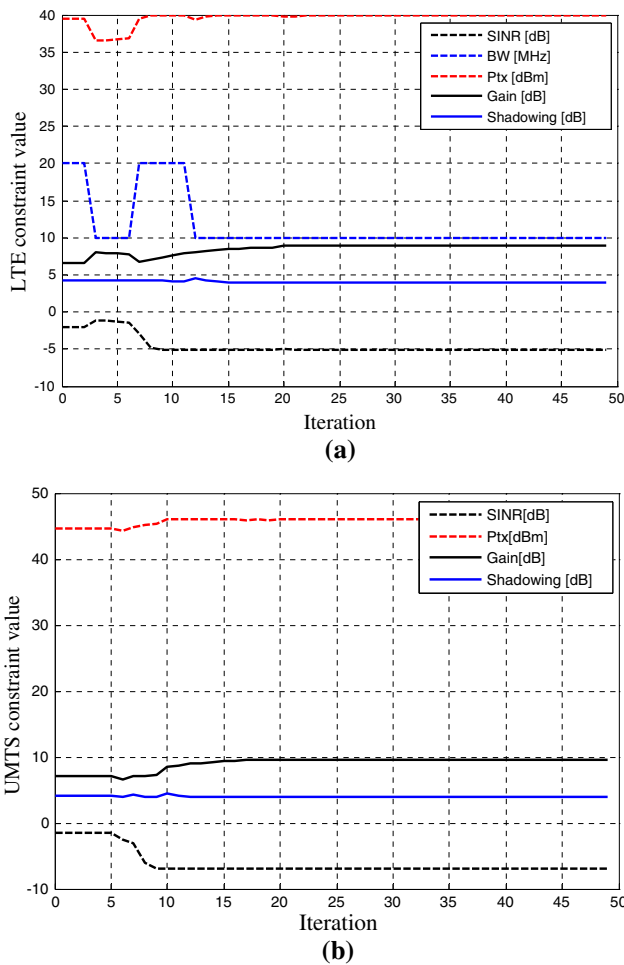 40
35
30
25
20
15
10
5
0
-5
-10
LTE constraint value
SINR [dB]
BW [MHz]
Ptx [dBm]
Gain [dB]
Shadowing [dB]
0 5 10 15 20 25 30 35 40 45 50
Iteration
(a)
50
40
30
20
10
0
-10
UMTS constraint value
SINR[dB]
Ptx[dBm]
Gain[dB]
Shadowing [dB]
0 5 10 15 20 25 30 35 40 45 50
Iteration
(b)